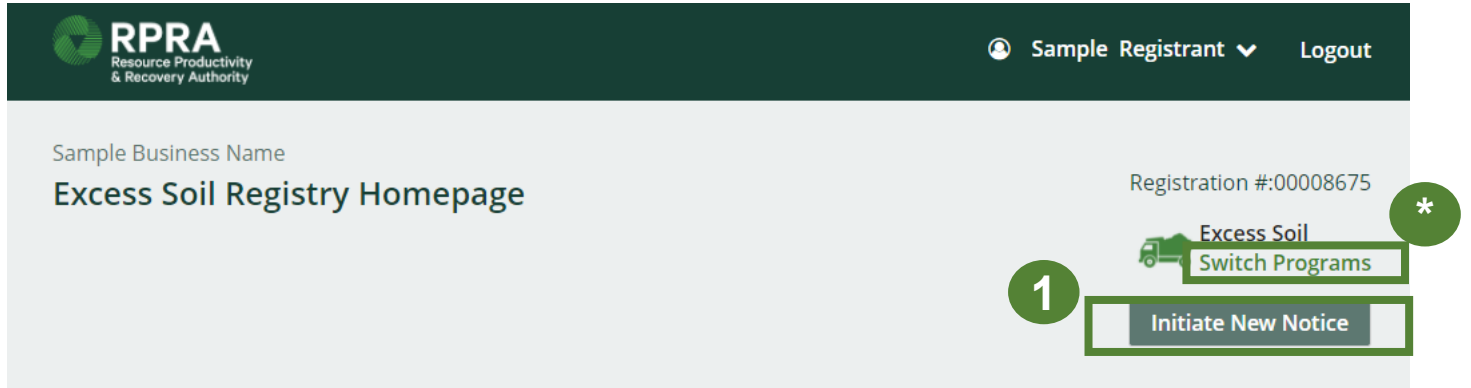 RPRA
Resource Productivity
& Recovery Authority
Sample Registrant
Logout
Sample Business Name
Excess Soil Registry Homepage
Registration #:00008675
*
Excess Soil
Switch Programs
1
Initiate New Notice